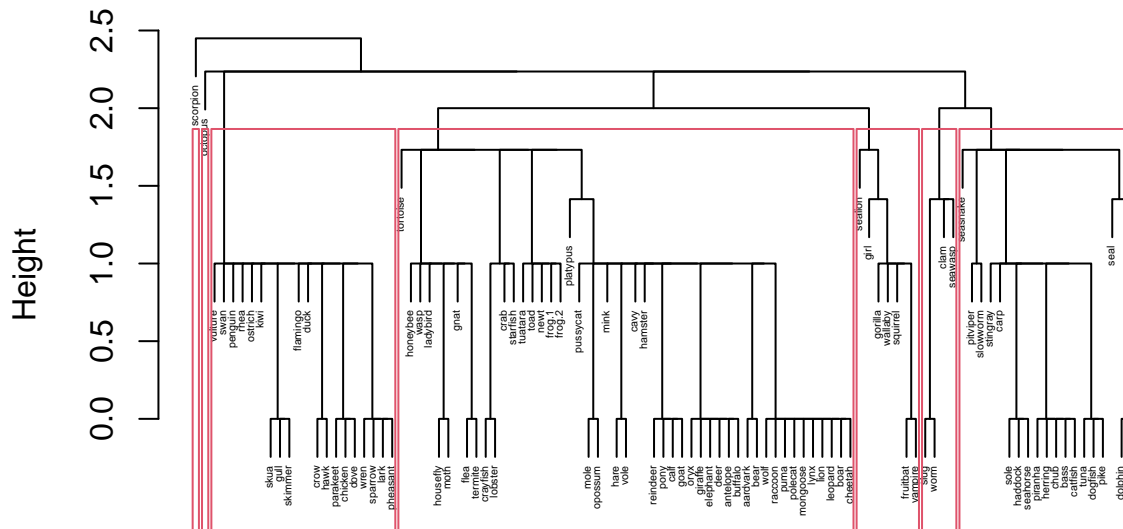 Height
2.5
2.0
1.5
1.0
0.5
0.0
scorpion
octopus
vulture
swan
penguin
rhea
ostrich
kiwi
skua
gull
skimmer
flamingo
duck
crow
hawk
parakeet
chicken
dove
wren
sparrow
lark
pheasant
tortoise
honeybee
wasp
ladybird
housefly
moth
gnat
flea
termite
crayfish
lobster
crab
starfish
tuatara
toad
newt
frog.1
frog.2
platypus
pussycat
mole
opossum
mink
hare
vole
cavy
hamster
reindeer
pony
calf
goat
oryx
giraffe
elephant
deer
antelope
buffalo
aardvark
bear
wolf
raccoon
puma
polecat
mongoose
lynx
lion
leopard
boar
cheetah
sealion
girl
gorilla
wallaby
squirrel
fruitbat
vampire
slug
worm
clam
seawasp
seasnake
pitviper
slowworm
stingray
carp
sole
haddock
seahorse
piranha
herring
chub
bass
catfish
tuna
dogfish
pike
seal
dolphin